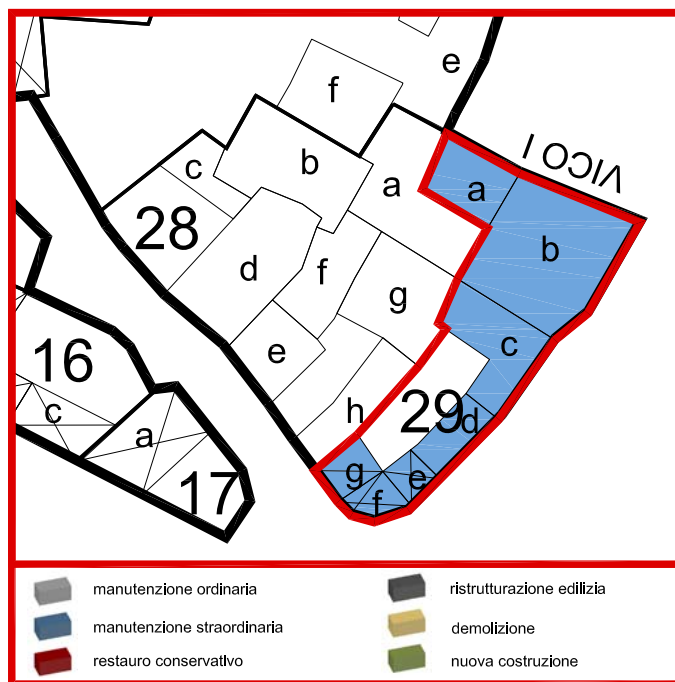 e
f
VICO I
c
b
a
a
28
d
f
b
g
16
e
c
c
h
29
d
a
g
e
17
f
manutenzione ordinaria
ristrutturazione edilizia
manutenzione straordinaria
demolizione
restauro conservativo
nuova costruzione